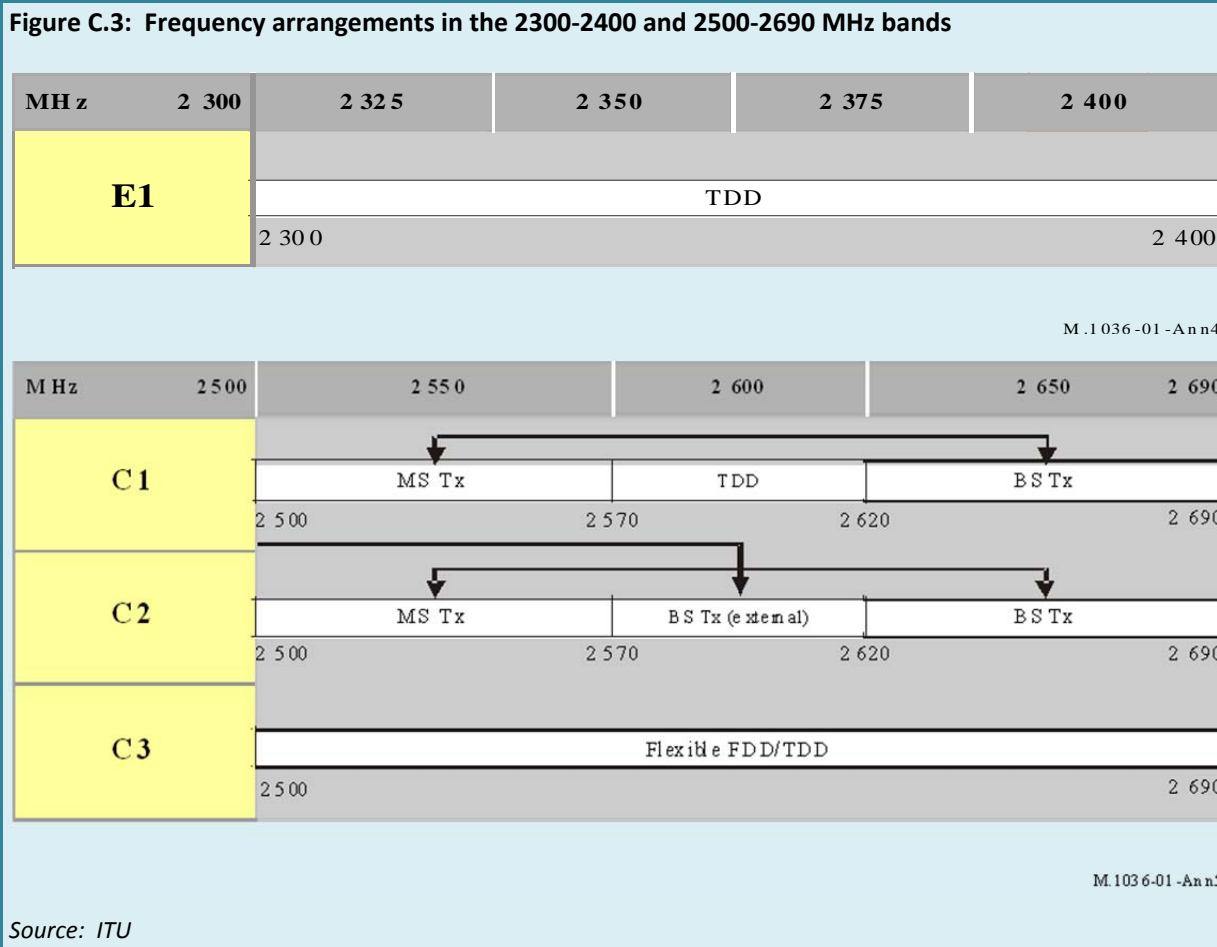 Figure C.3: Frequency arrangements in the 2300-2400 and 2500-2690 MHz bands
MHz 2 300 2 325 2 350 2 375 2 400
E1
TDD
2 300 2 400
M.1036-01-Ann4
MHz 2500 2 550 2 600 2 650 2 690
C1
MS Tx TDD BS Tx
2 500 2 570 2 620 2 690
C2
MS Tx BS Tx (external) BS Tx
2 500 2 570 2 620 2 690
C3
Flexible FDD/TDD
2500 2 690
M.1036-01-Ann
Source: ITU